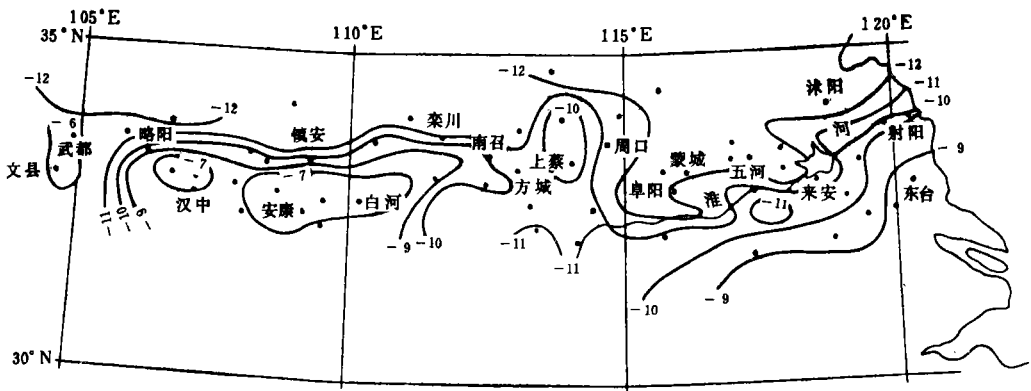 105°E
35°N
110°E
115°E
120°E
-12
-12
-12
-12
-11
-10
-9
-6
武都
文县
略阳
镇安
栾川
南召
-10
上蔡
方城
周口
蒙城
阜阳
五河
淮
河
沭阳
射阳
来安
东台
-7
汉中
-7
安康
白河
-11
-10
-9
-9
-10
-11
-11
-11
-10
-9
30°N